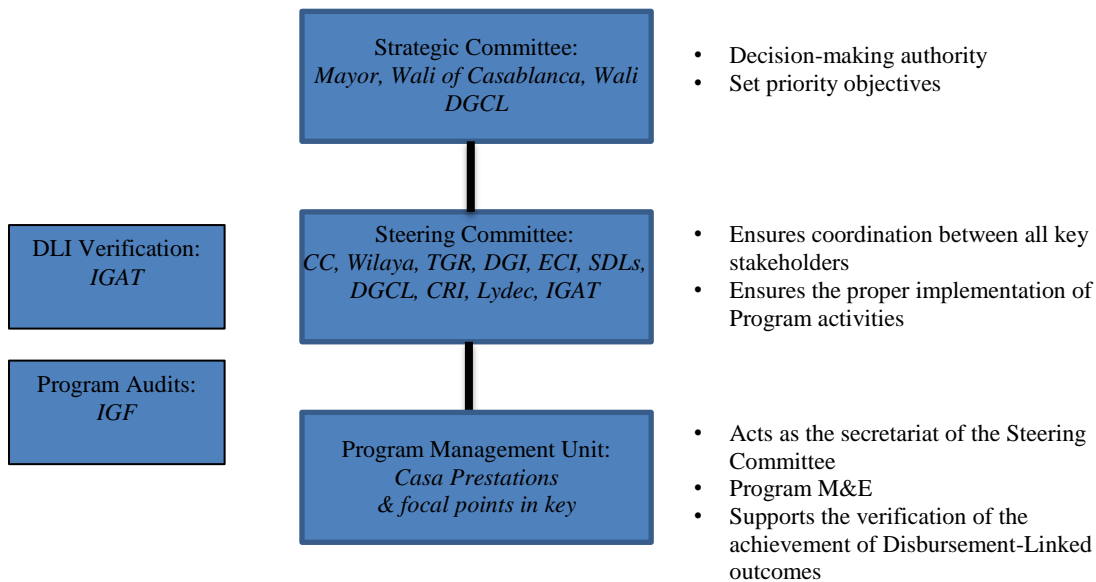 Strategic Committee:
Mayor, Wali of Casablanca, Wali
DGCL
• Decision-making authority
• Set priority objectives
DLI Verification:
IGAT
Steering Committee:
CC, Wilaya, TGR, DGI, ECI, SDLs,
DGCL, CRI, Lydec, IGAT
• Ensures coordination between all key
stakeholders
• Ensures the proper implementation of
Program activities
Program Audits:
IGF
Program Management Unit:
Casa Prestations
& focal points in key
• Acts as the secretariat of the Steering
Committee
• Program M&E
• Supports the verification of the
achievement of Disbursement-Linked
outcomes